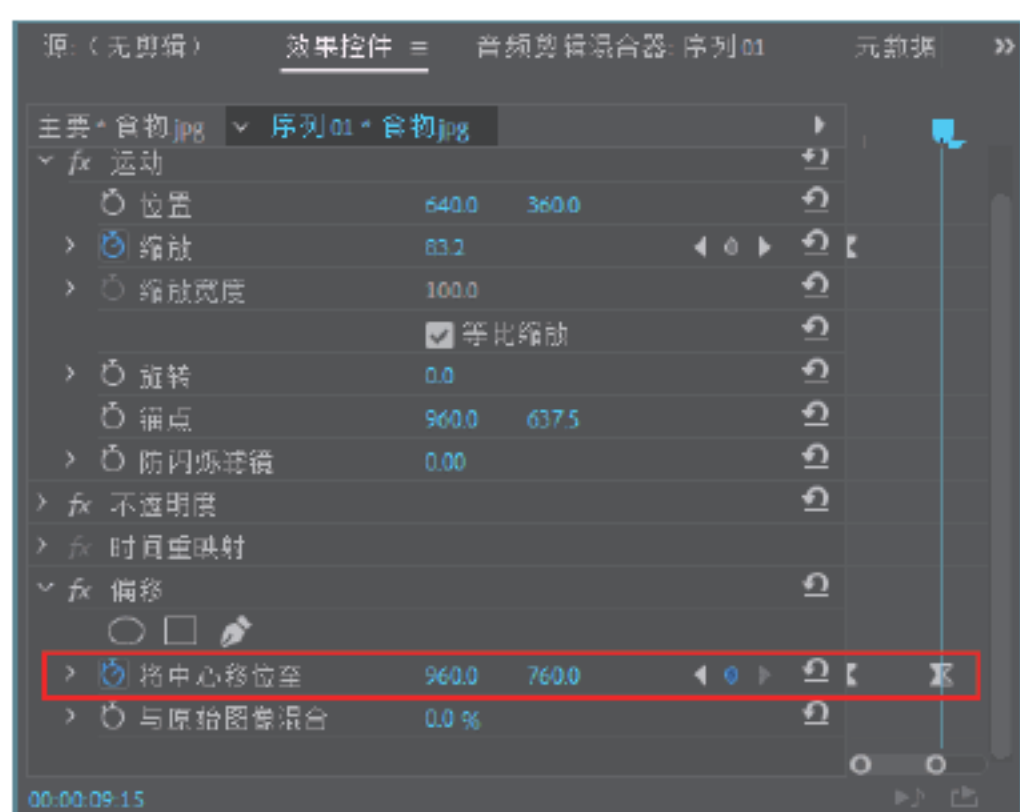 源:（无剪辑） 效果控件 ≡ 音频剪辑混合器: 序列 01 元数据 »
主要 * 食物.jpg 序列 01 * 食物.jpg
fx 运动
位置 640.0 360.0
缩放 83.2
缩放宽度 100.0
等比缩放
旋转 0.0
锚点 960.0 637.5
防闪烁滤镜 0.00
fx 不透明度
fx 时间重映射
fx 偏移
将中心移位至 960.0 760.0
与原始图像混合 0.0 %
00:00:09:15